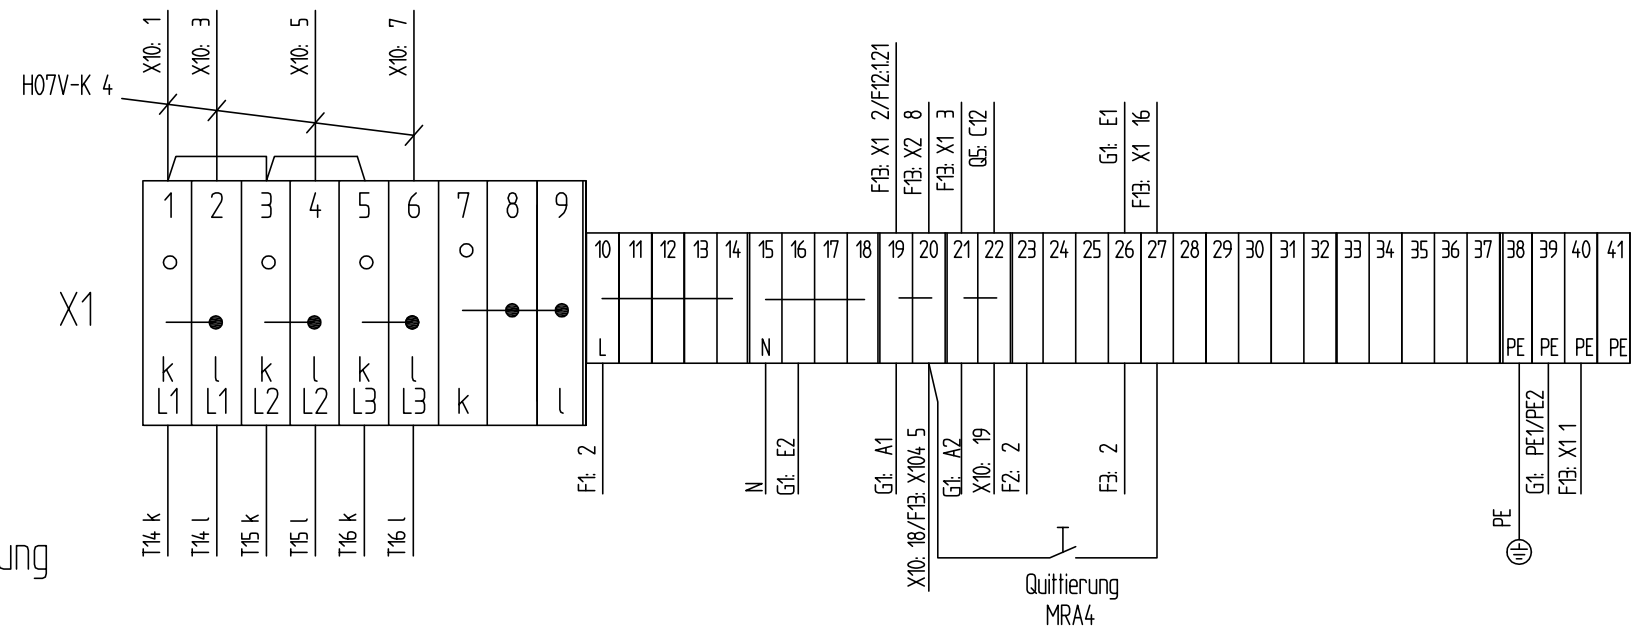 X10: 1
X10: 3
X10: 5
X10: 7
H07V-K 4
F13: X1 2/F12:1.21
F13: X2 8
F13: X1 3
Q5: C12
G1: E1
F13: X1 16
X1
1 2 3 4 5 6 7 8 9
10 11 12 13 14 15 16 17 18 19 20 21 22 23 24 25 26 27 28 29 30 31 32 33 34 35 36 37 38 39 40 41
L N PE PE PE PE
k l k l k l k l
L1 L1 L2 L2 L3 L3
F1: 2
N
G1: E2
G1: A1
X10: 18/F13: X104 5
G1: A2
X10: 19
F2: 2
F3: 2
PE
G1: PE1/PE2
F13: X1 1
T14 k
T14 l
T15 k
T15 l
T16 k
T16 l
ung
Quittierung
MRA4